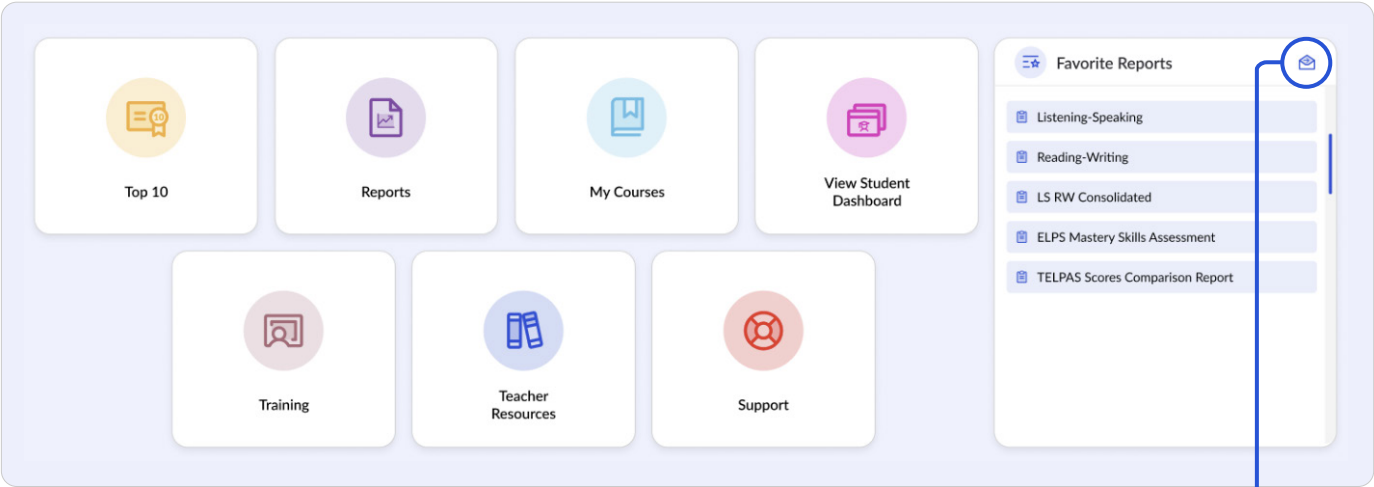 Top 10
Reports
My Courses
View Student
Dashboard
Training
Teacher
Resources
Support
Favorite Reports
Listening-Speaking
Reading-Writing
LS RW Consolidated
ELPS Mastery Skills Assessment
TELPAS Scores Comparison Report
10